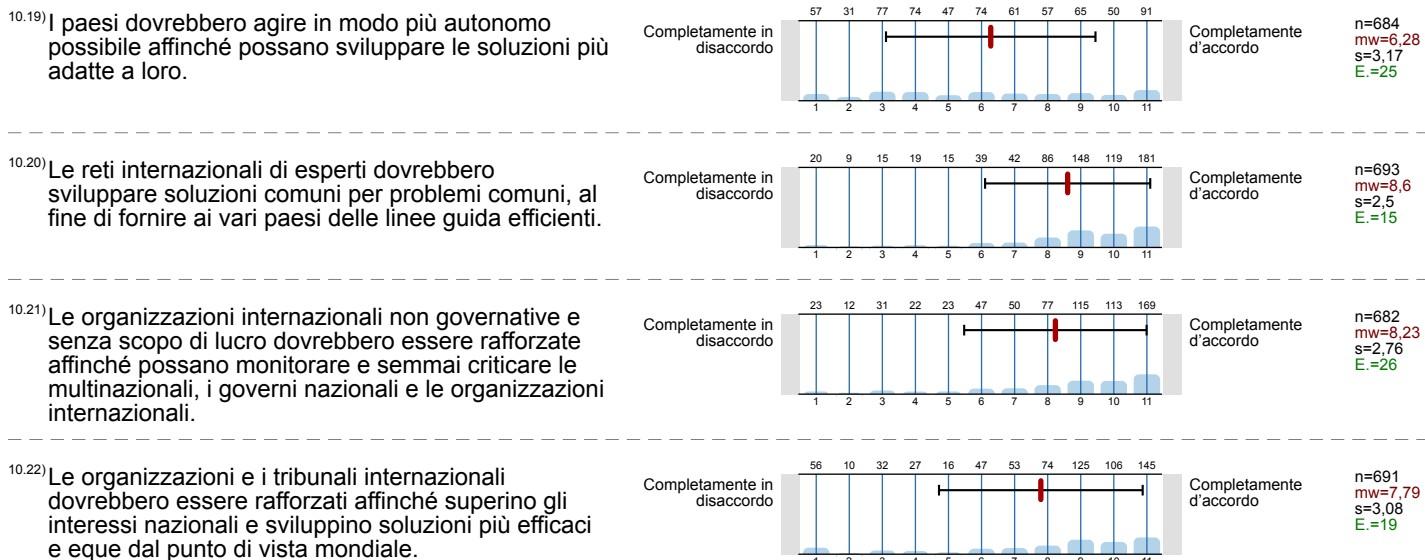 10.19) I paesi dovrebbero agire in modo più autonomo
possibile affinché possano sviluppare le soluzioni più
adatte a loro.
Completamente in
disaccordo
57 31 77 74 47 74 61 57 65 50 91
1 2 3 4 5 6 7 8 9 10 11
Completamente
d'accordo
n=684
mw=6,28
s=3,17
E.=25
10.20) Le reti internazionali di esperti dovrebbero
sviluppare soluzioni comuni per problemi comuni, al
fine di fornire ai vari paesi delle linee guida efficienti.
Completamente in
disaccordo
20 9 15 19 15 39 42 86 148 119 181
1 2 3 4 5 6 7 8 9 10 11
Completamente
d'accordo
n=693
mw=8,6
s=2,5
E.=15
10.21) Le organizzazioni internazionali non governative e
senza scopo di lucro dovrebbero essere rafforzate
affinché possano monitorare e semmai criticare le
multinazionali, i governi nazionali e le organizzazioni
internazionali.
Completamente in
disaccordo
23 12 31 22 23 47 50 77 115 113 169
1 2 3 4 5 6 7 8 9 10 11
Completamente
d'accordo
n=682
mw=8,23
s=2,76
E.=26
10.22) Le organizzazioni e i tribunali internazionali
dovrebbero essere rafforzati affinché superino gli
interessi nazionali e sviluppino soluzioni più efficaci
e eque dal punto di vista mondiale.
Completamente in
disaccordo
56 10 32 27 16 47 53 74 125 106 145
Completamente
d'accordo
n=691
mw=7,79
s=3,08
E.=19